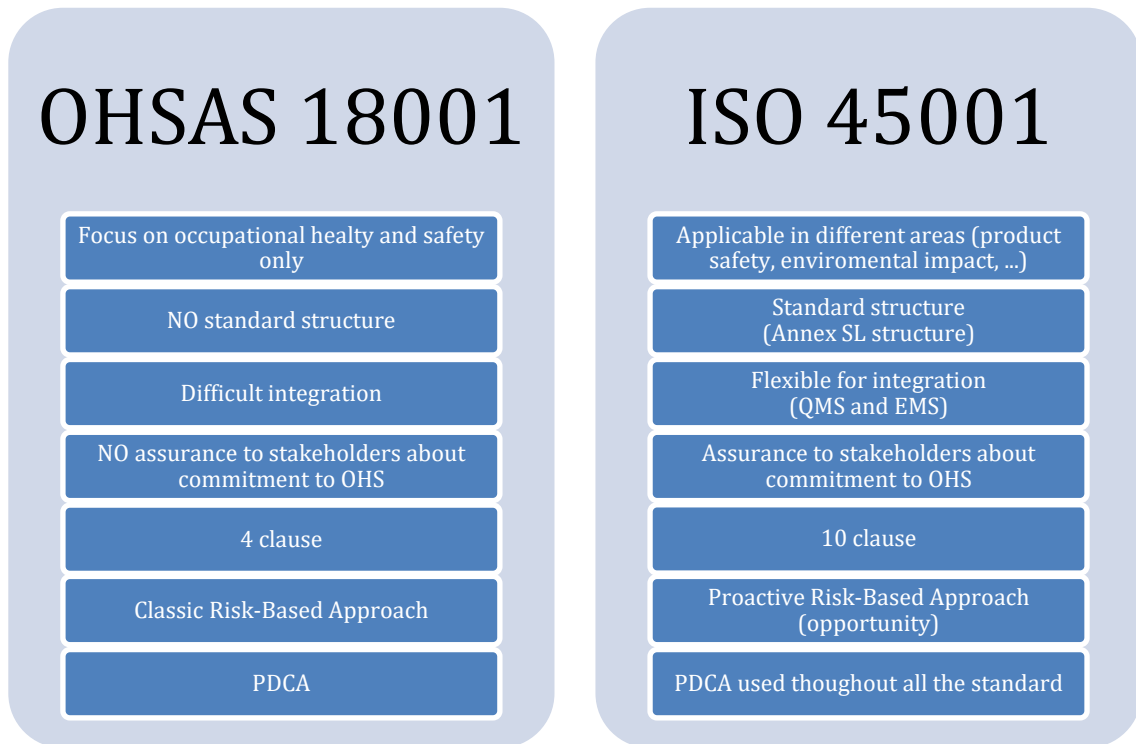 OHSAS 18001
Focus on occupational healty and safety
only
NO standard structure
Difficult integration
NO assurance to stakeholders about
commitment to OHS
4 clause
Classic Risk-Based Approach
PDCA
ISO 45001
Applicable in different areas (product
safety, enviromental impact, ...)
Standard structure
(Annex SL structure)
Flexible for integration
(QMS and EMS)
Assurance to stakeholders about
commitment to OHS
10 clause
Proactive Risk-Based Approach
(opportunity)
PDCA used thoughout all the standard